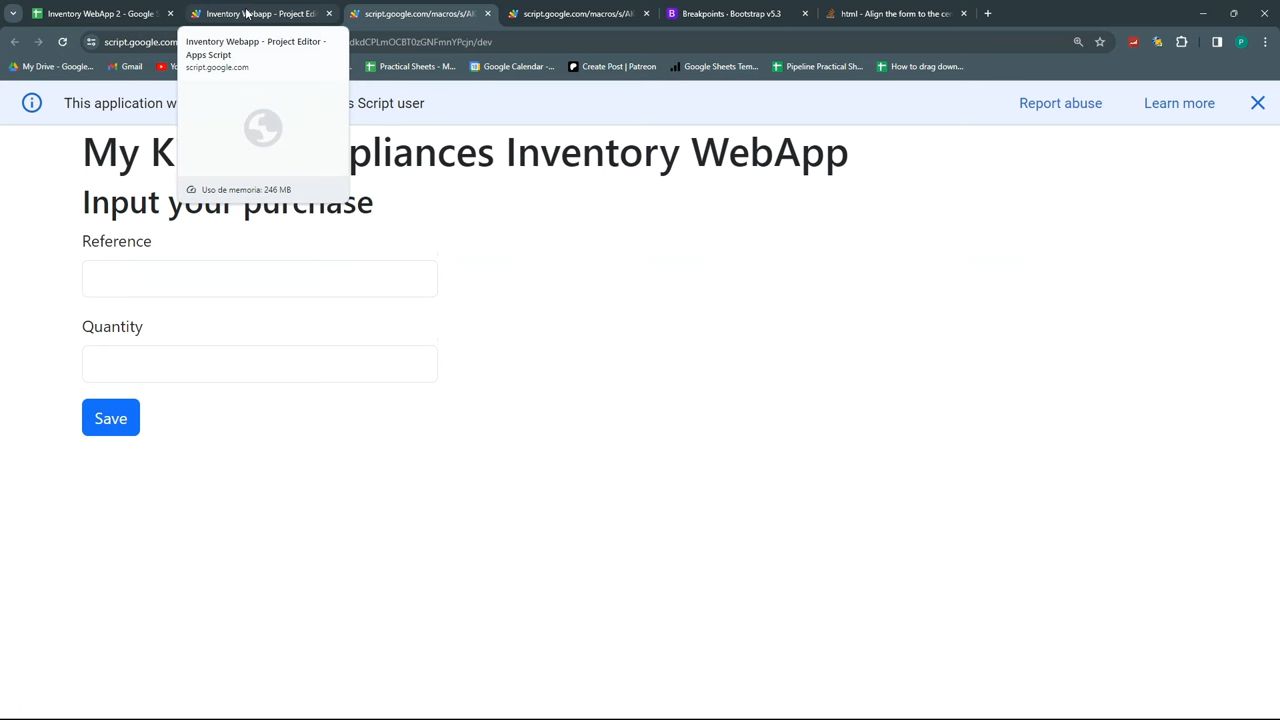 Inventory WebApp 2 - Google S
Inventory Webapp - Project Edi
script.google.com/macros/s/AK
script.google.com/macros/s/AK
Breakpoints · Bootstrap v5.3
html - Align the form to the cen
script.google.com
dkdCPLmOCBT0zGNFmnYPcjn/dev
Inventory Webapp - Project Editor -
Apps Script
script.google.com
My Drive - Google...
Gmail
Practical Sheets - M...
Google Calendar -...
Create Post | Patreon
Google Sheets Tem...
Pipeline Practical Sh...
How to drag down...
This application w
s Script user
Report abuse
Learn more
My K
pliances Inventory WebApp
Uso de memoria: 246 MB
Input your purchase
Reference
Quantity
Save